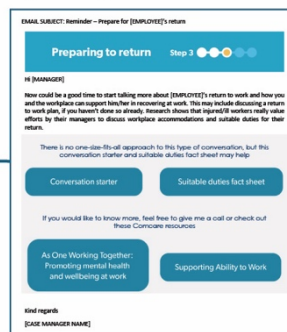 EMAIL SUBJECT: Reminder – Prepare for [EMPLOYEE]'s return
Preparing to return Step 3
Hi [MANAGER]
Now could be a good time to start talking more about [EMPLOYEE]'s return to work and how you
and the workplace can support him/her in recovering at work. This may include discussing a return
to work plan, if you haven't done so already. Research shows that injured/ill workers really value
efforts by their managers to discuss workplace accommodations and suitable duties for their
return.
There is no one-size-fits-all approach to this type of conversation, but this
conversation starter and suitable duties fact sheet may help
Conversation starter Suitable duties fact sheet
If you would like to know more, feel free to give me a call or check out
these Comcare resources
As One Working Together:
Promoting mental health
and wellbeing at work
Supporting Ability to Work
Kind regards
[CASE MANAGER NAME]